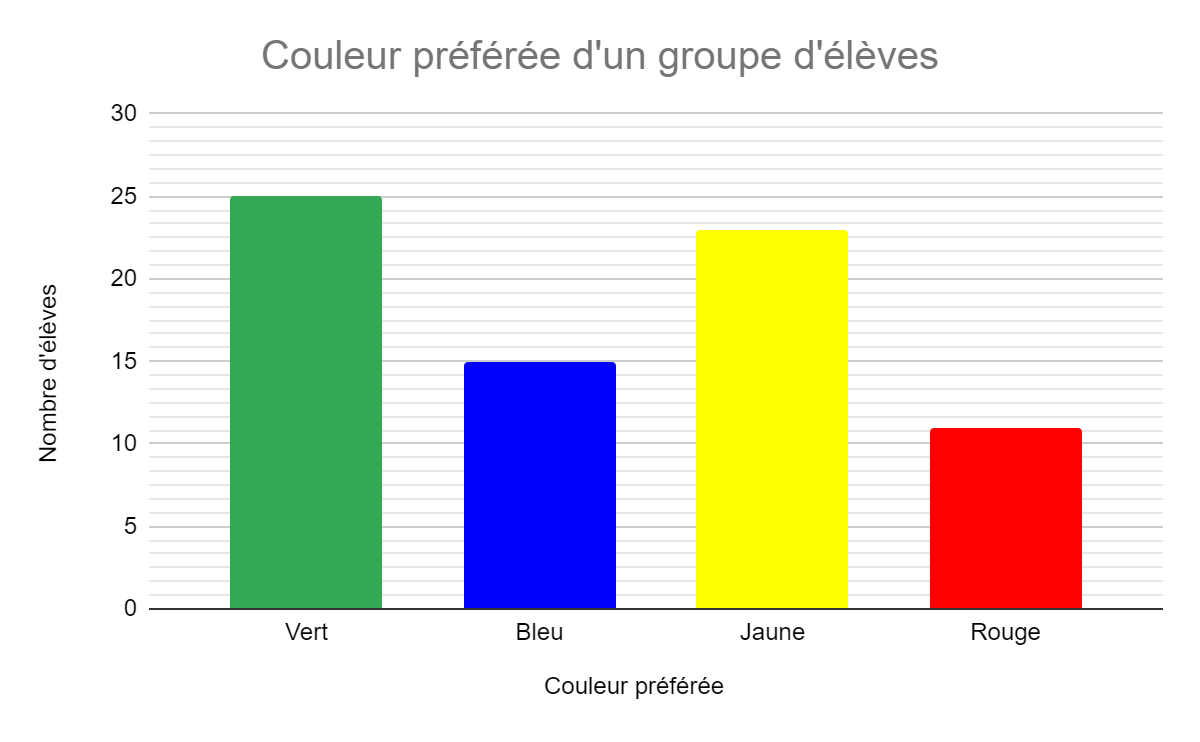 Couleur préférée d'un groupe d'élèves
30
25
20
15
10
5
0
Nombre d'élèves
Vert
Bleu
Jaune
Rouge
Couleur préférée